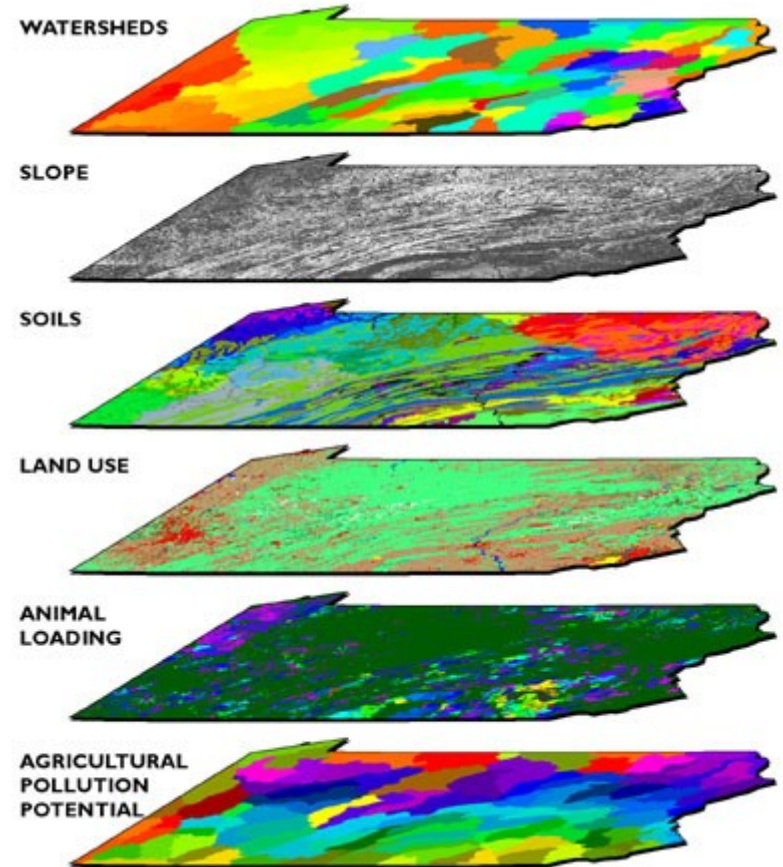 WATERSHEDS
SLOPE
SOILS
LAND USE
ANIMAL
LOADING
AGRICULTURAL
POLLUTION
POTENTIAL